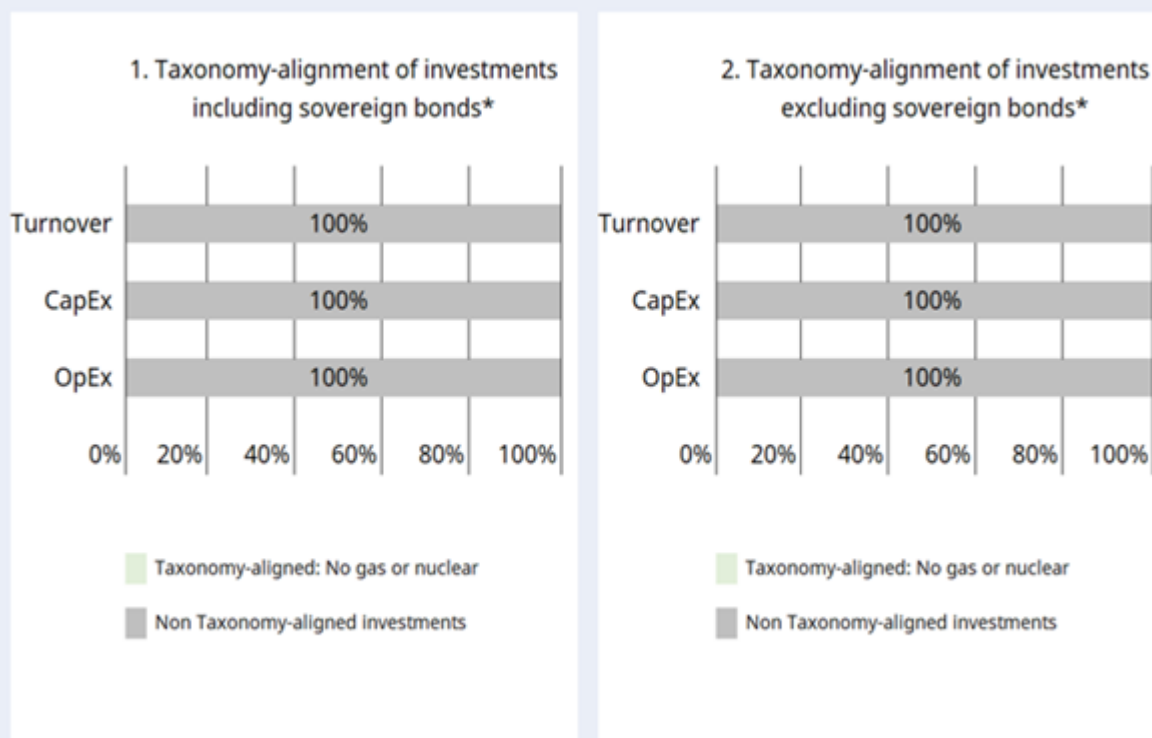 1. Taxonomy-alignment of investments
including sovereign bonds*
Turnover 100%
CapEx 100%
OpEx 100%
0% 20% 40% 60% 80% 100%
Taxonomy-aligned: No gas or nuclear
Non Taxonomy-aligned investments
2. Taxonomy-alignment of investments
excluding sovereign bonds*
Turnover 100%
CapEx 100%
OpEx 100%
0% 20% 40% 60% 80% 100%
Taxonomy-aligned: No gas or nuclear
Non Taxonomy-aligned investments